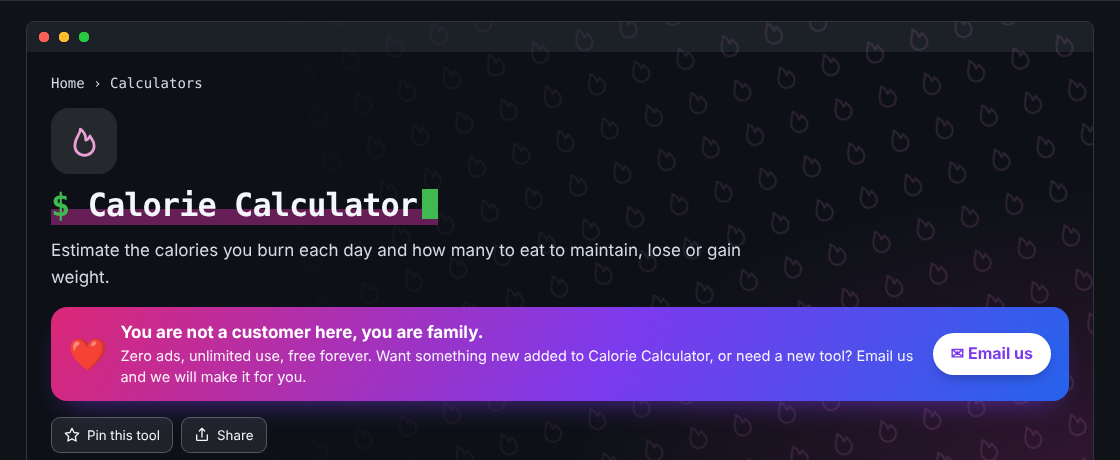 Home › Calculators
$ Calorie Calculator
Estimate the calories you burn each day and how many to eat to maintain, lose or gain
weight.
You are not a customer here, you are family.
Zero ads, unlimited use, free forever. Want something new added to Calorie Calculator, or need a new tool? Email us
and we will make it for you.
✉ Email us
Pin this tool
Share